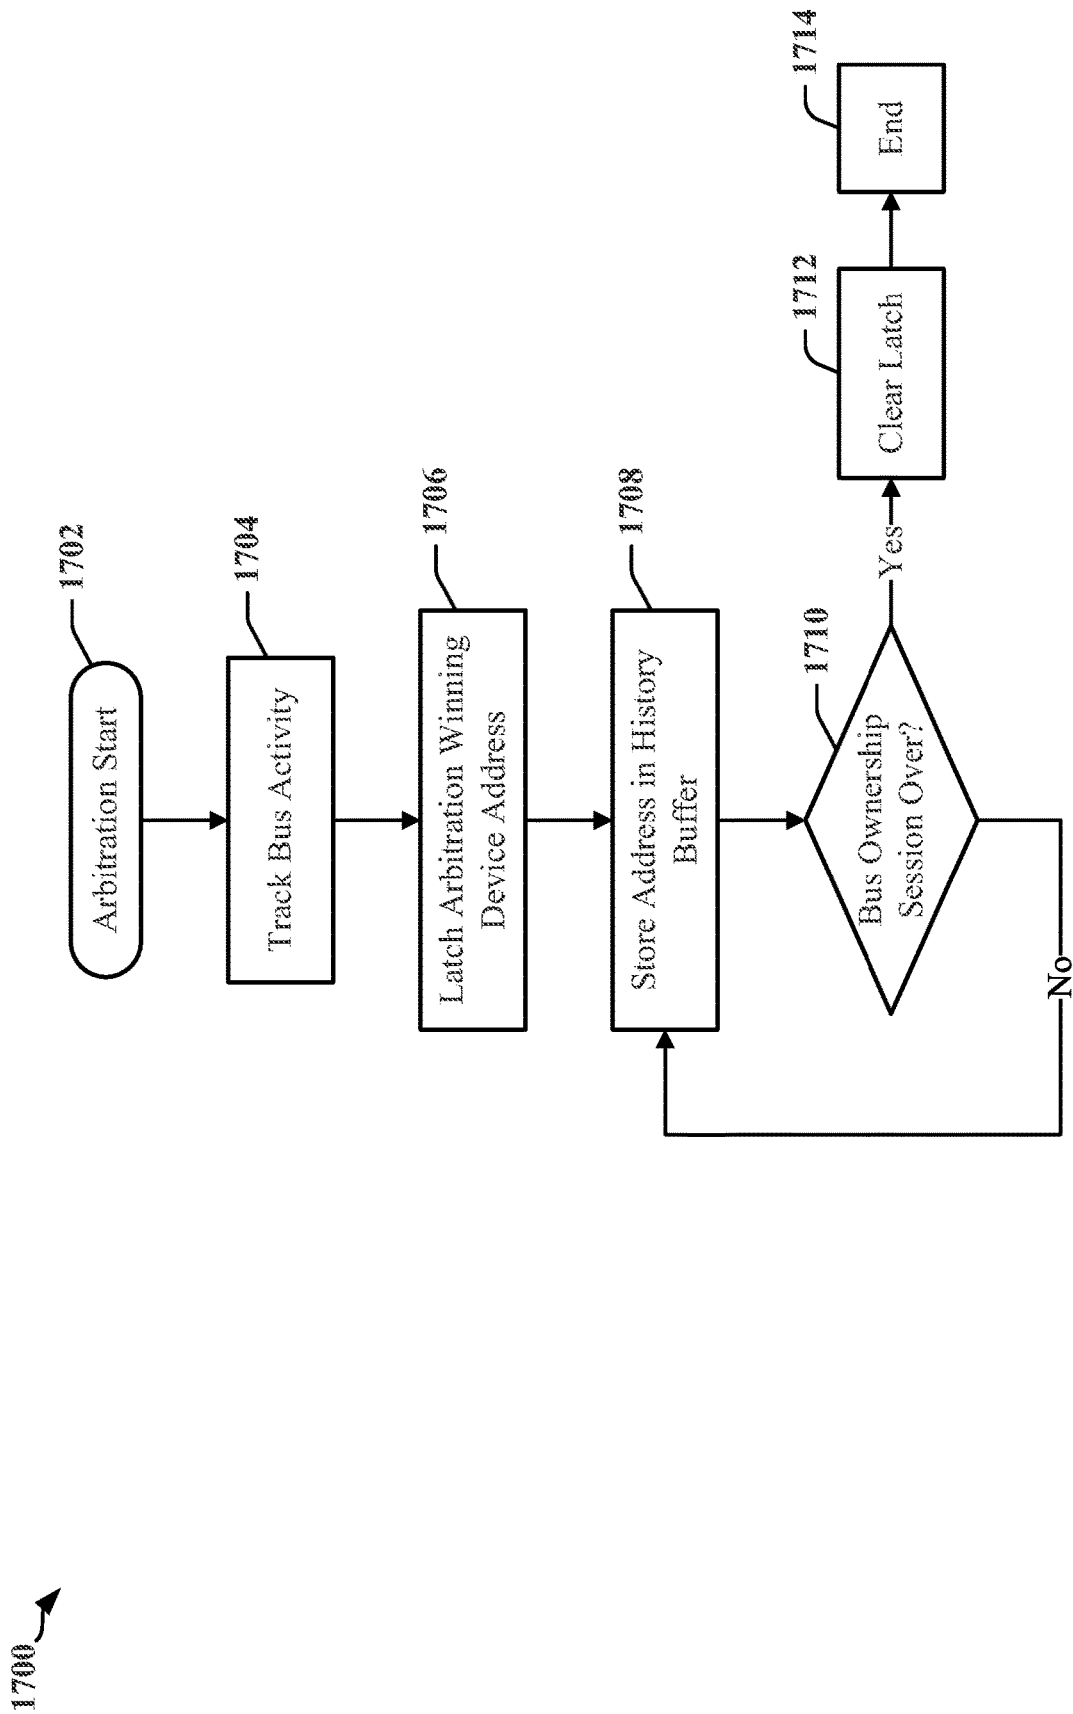 1700
1702
Arbitration Start
1704
Track Bus Activity
1706
Latch Arbitration Winning
Device Address
1708
Store Address in History
Buffer
1710
Bus Ownership
Session Over?
Yes
No
1712
Clear Latch
1714
End